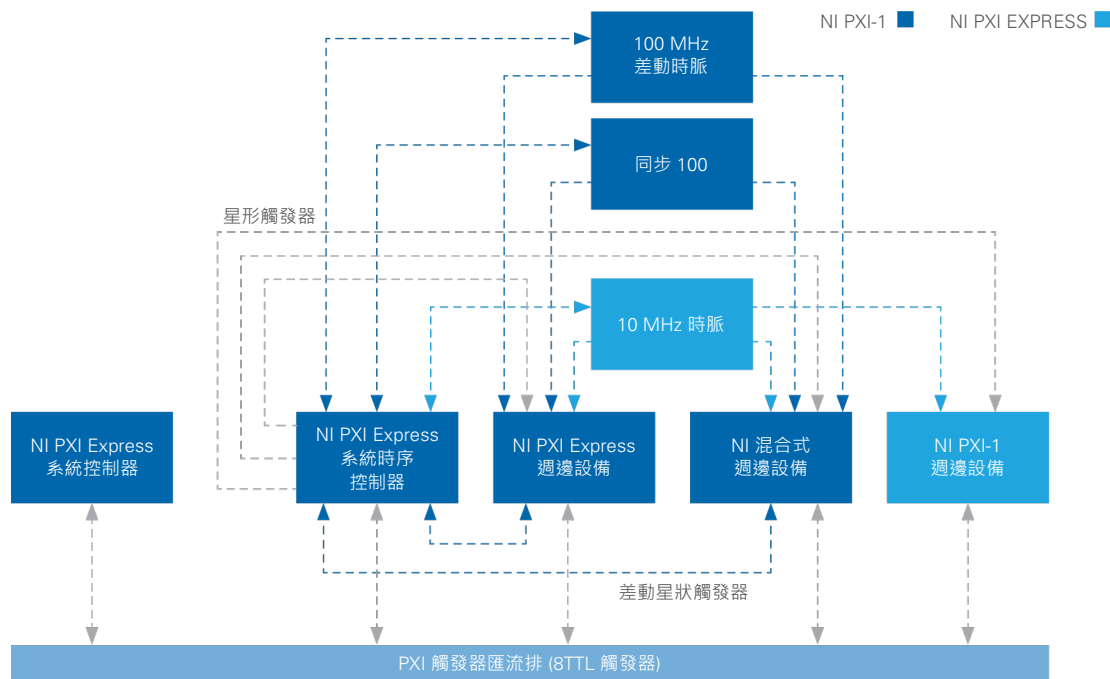 NI PXI-1
NI PXI EXPRESS
100 MHz
差動時脈
同步 100
星形觸發器
10 MHz 時脈
NI PXI Express
系統控制器
NI PXI Express
系統時序
控制器
NI PXI Express
週邊設備
NI 混合式
週邊設備
NI PXI-1
週邊設備
差動星狀觸發器
PXI 觸發器匯流排 (8TTL 觸發器)